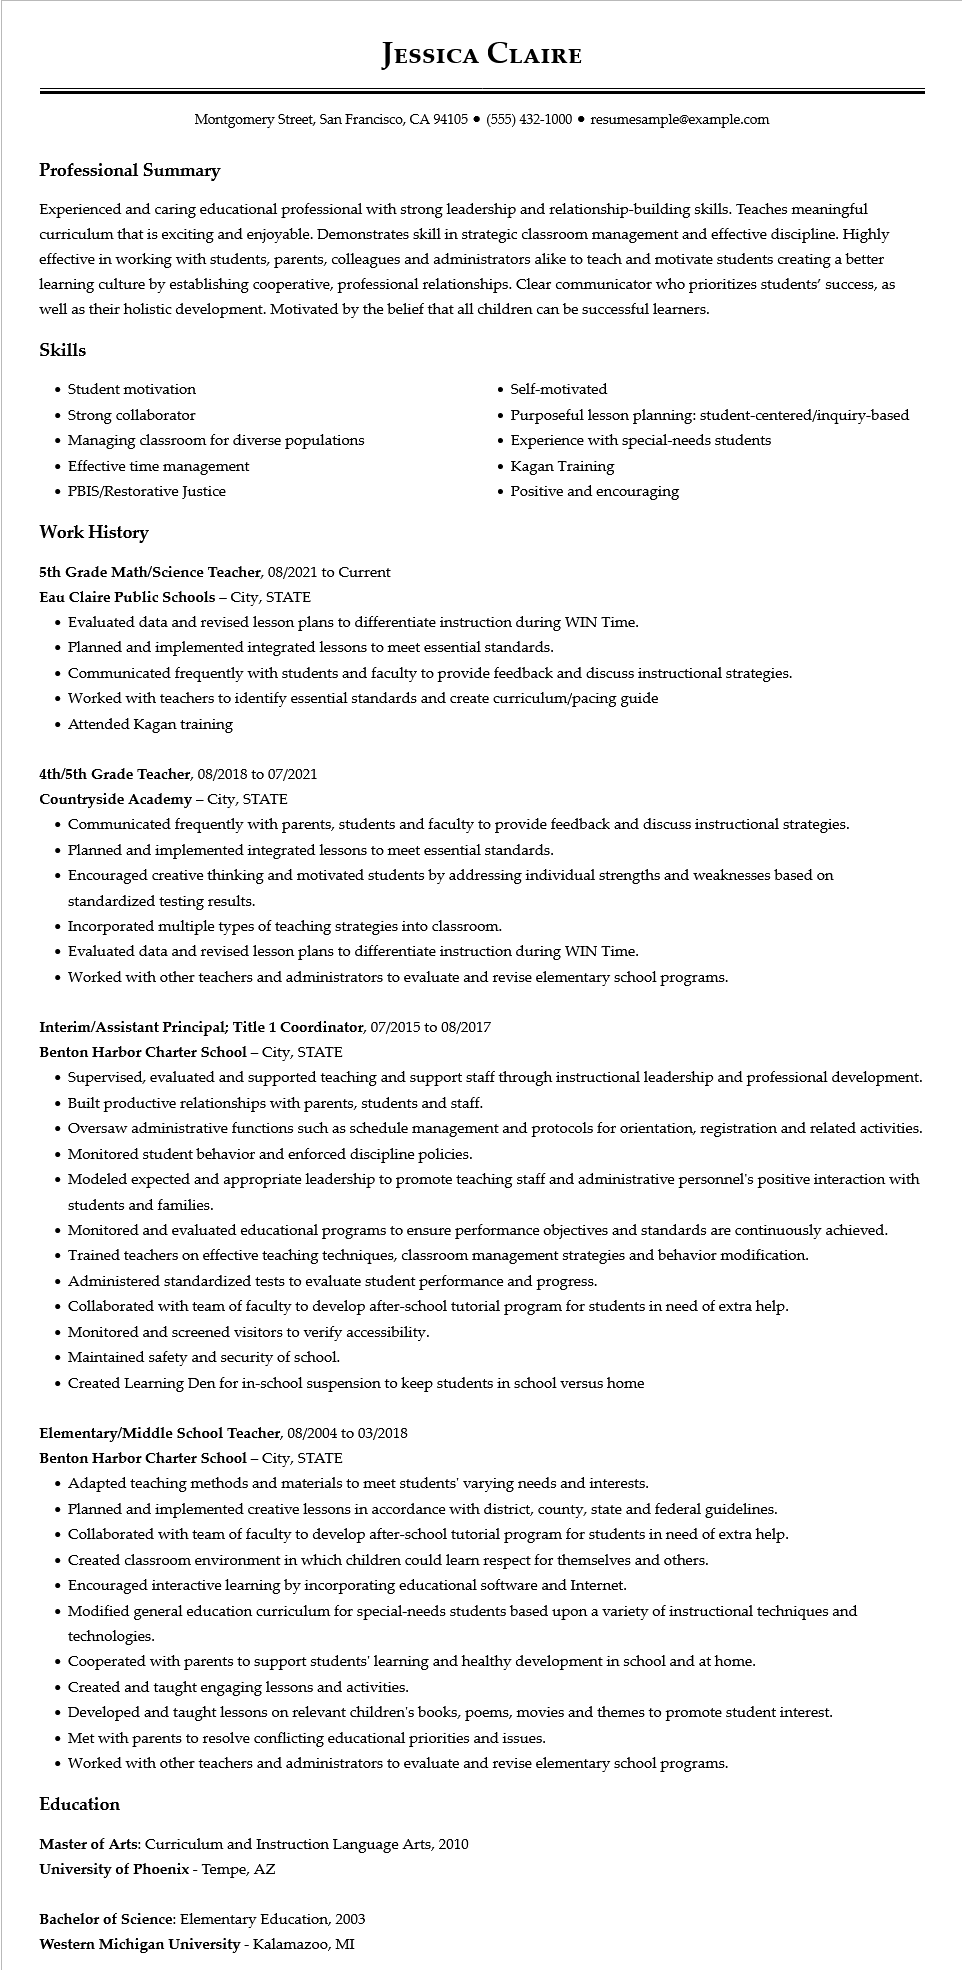 Jessica Claire
Montgomery Street, San Francisco, CA 94105 ● (555) 432-1000 ● resumesample@example.com
Professional Summary
Experienced and caring educational professional with strong leadership and relationship-building skills. Teaches meaningful
curriculum that is exciting and enjoyable. Demonstrates skill in strategic classroom management and effective discipline. Highly
effective in working with students, parents, colleagues and administrators alike to teach and motivate students creating a better
learning culture by establishing cooperative, professional relationships. Clear communicator who prioritizes students’ success, as
well as their holistic development. Motivated by the belief that all children can be successful learners.
Skills
• Student motivation
• Strong collaborator
• Managing classroom for diverse populations
• Effective time management
• PBIS/Restorative Justice
• Self-motivated
• Purposeful lesson planning: student-centered/inquiry-based
• Experience with special-needs students
• Kagan Training
• Positive and encouraging
Work History
5th Grade Math/Science Teacher, 08/2021 to Current
Eau Claire Public Schools – City, STATE
• Evaluated data and revised lesson plans to differentiate instruction during WIN Time.
• Planned and implemented integrated lessons to meet essential standards.
• Communicated frequently with students and faculty to provide feedback and discuss instructional strategies.
• Worked with teachers to identify essential standards and create curriculum/pacing guide
• Attended Kagan training
4th/5th Grade Teacher, 08/2018 to 07/2021
Countryside Academy – City, STATE
• Communicated frequently with parents, students and faculty to provide feedback and discuss instructional strategies.
• Planned and implemented integrated lessons to meet essential standards.
• Encouraged creative thinking and motivated students by addressing individual strengths and weaknesses based on
standardized testing results.
• Incorporated multiple types of teaching strategies into classroom.
• Evaluated data and revised lesson plans to differentiate instruction during WIN Time.
• Worked with other teachers and administrators to evaluate and revise elementary school programs.
Interim/Assistant Principal; Title 1 Coordinator, 07/2015 to 08/2017
Benton Harbor Charter School – City, STATE
• Supervised, evaluated and supported teaching and support staff through instructional leadership and professional development.
• Built productive relationships with parents, students and staff.
• Oversaw administrative functions such as schedule management and protocols for orientation, registration and related activities.
• Monitored student behavior and enforced discipline policies.
• Modeled expected and appropriate leadership to promote teaching staff and administrative personnel's positive interaction with
students and families.
• Monitored and evaluated educational programs to ensure performance objectives and standards are continuously achieved.
• Trained teachers on effective teaching techniques, classroom management strategies and behavior modification.
• Administered standardized tests to evaluate student performance and progress.
• Collaborated with team of faculty to develop after-school tutorial program for students in need of extra help.
• Monitored and screened visitors to verify accessibility.
• Maintained safety and security of school.
• Created Learning Den for in-school suspension to keep students in school versus home
Elementary/Middle School Teacher, 08/2004 to 03/2018
Benton Harbor Charter School – City, STATE
• Adapted teaching methods and materials to meet students' varying needs and interests.
• Planned and implemented creative lessons in accordance with district, county, state and federal guidelines.
• Collaborated with team of faculty to develop after-school tutorial program for students in need of extra help.
• Created classroom environment in which children could learn respect for themselves and others.
• Encouraged interactive learning by incorporating educational software and Internet.
• Modified general education curriculum for special-needs students based upon a variety of instructional techniques and
technologies.
• Cooperated with parents to support students' learning and healthy development in school and at home.
• Created and taught engaging lessons and activities.
• Developed and taught lessons on relevant children's books, poems, movies and themes to promote student interest.
• Met with parents to resolve conflicting educational priorities and issues.
• Worked with other teachers and administrators to evaluate and revise elementary school programs.
Education
Master of Arts: Curriculum and Instruction Language Arts, 2010
University of Phoenix - Tempe, AZ
Bachelor of Science: Elementary Education, 2003
Western Michigan University - Kalamazoo, MI